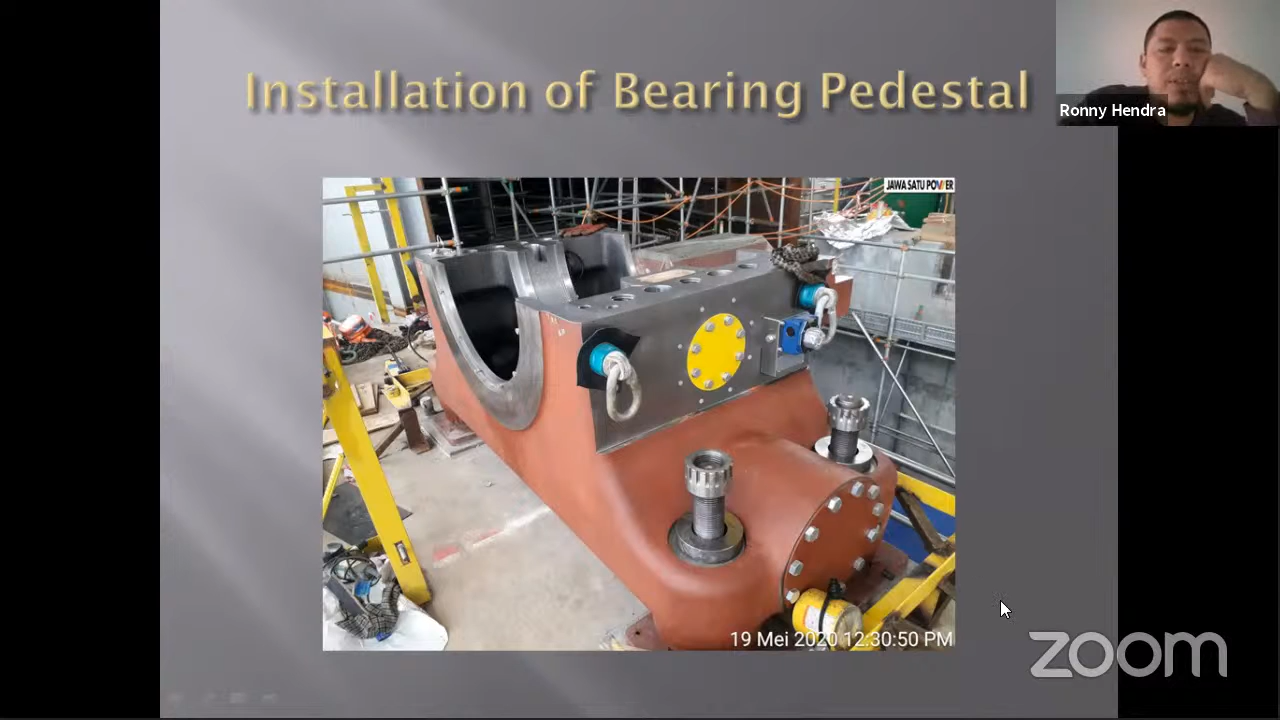 Installation of Bearing Pedestal
Ronny Hendra
JAWA SATU POWER
19 Mei 2020 12:30:50 PM
zoom